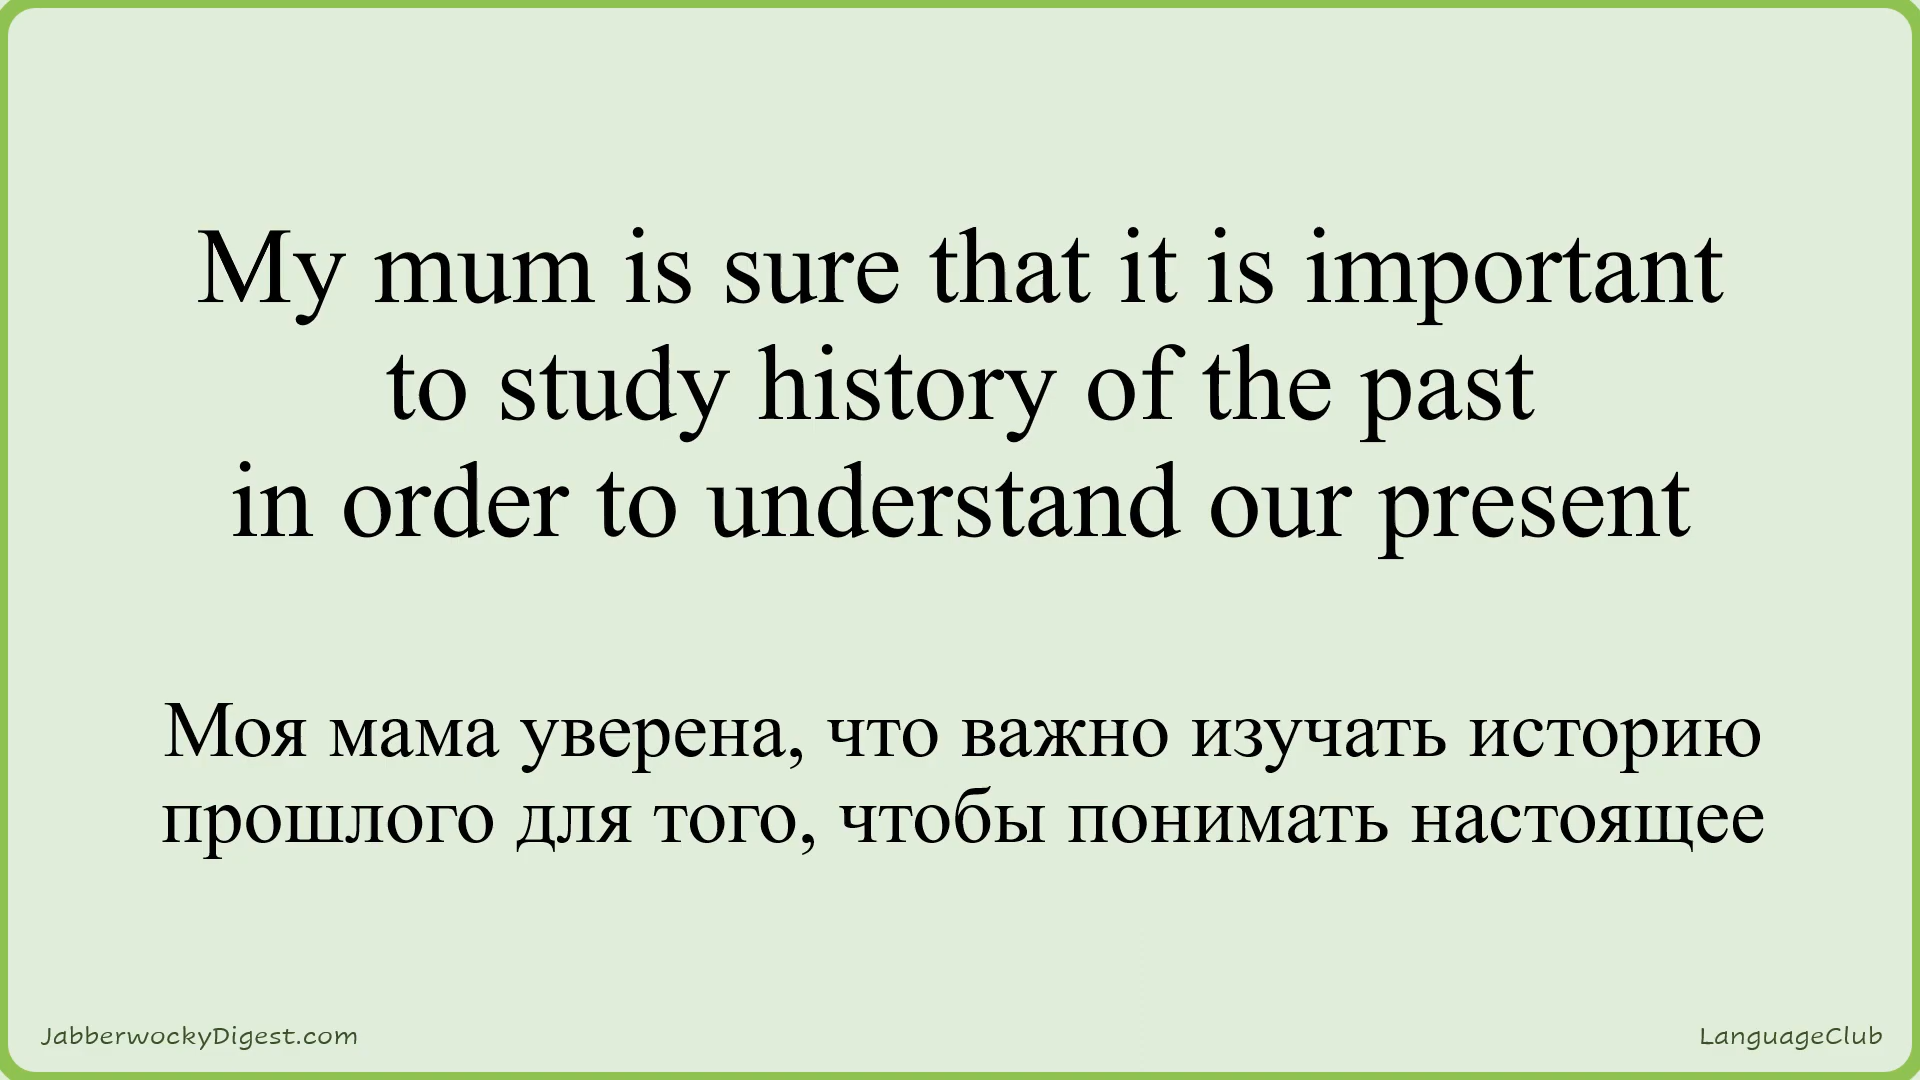 My mum is sure that it is important
to study history of the past
in order to understand our present
Моя мама уверена, что важно изучать историю
прошлого для того, чтобы понимать настоящее
JabberwockyDigest.com
LanguageClub